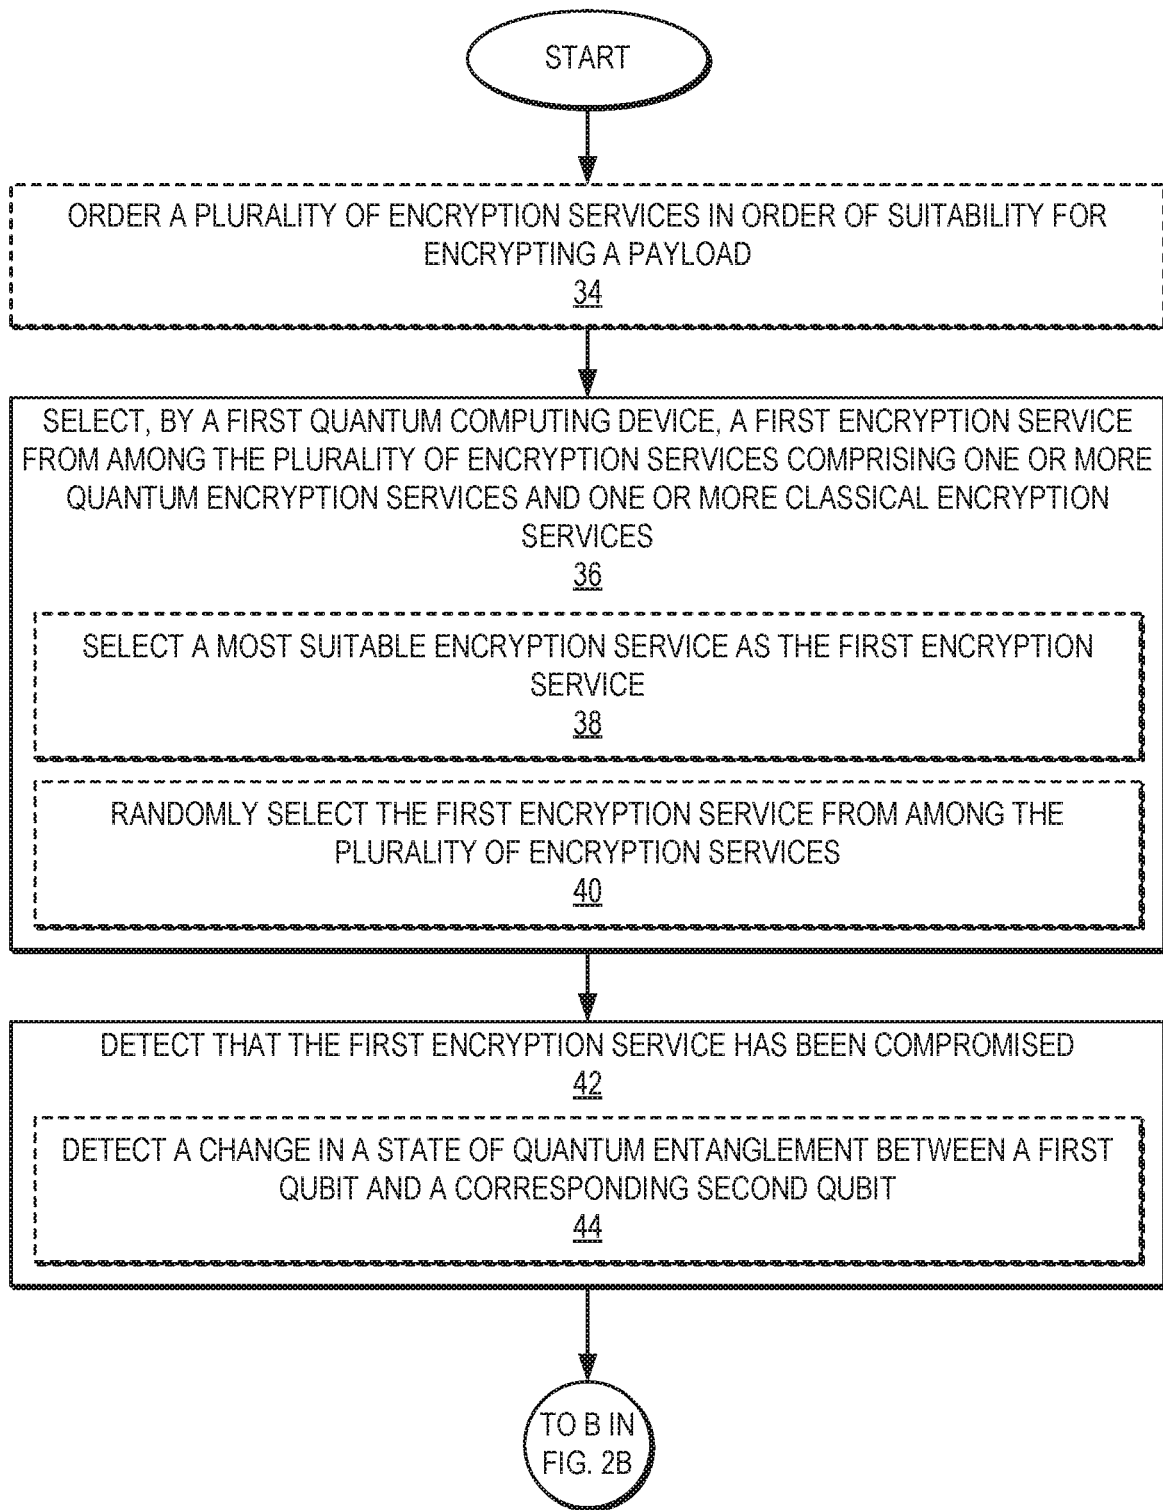 START
ORDER A PLURALITY OF ENCRYPTION SERVICES IN ORDER OF SUITABILITY FOR
ENCRYPTING A PAYLOAD
34
SELECT, BY A FIRST QUANTUM COMPUTING DEVICE, A FIRST ENCRYPTION SERVICE
FROM AMONG THE PLURALITY OF ENCRYPTION SERVICES COMPRISING ONE OR MORE
QUANTUM ENCRYPTION SERVICES AND ONE OR MORE CLASSICAL ENCRYPTION
SERVICES
36
SELECT A MOST SUITABLE ENCRYPTION SERVICE AS THE FIRST ENCRYPTION
SERVICE
38
RANDOMLY SELECT THE FIRST ENCRYPTION SERVICE FROM AMONG THE
PLURALITY OF ENCRYPTION SERVICES
40
DETECT THAT THE FIRST ENCRYPTION SERVICE HAS BEEN COMPROMISED
42
DETECT A CHANGE IN A STATE OF QUANTUM ENTANGLEMENT BETWEEN A FIRST
QUBIT AND A CORRESPONDING SECOND QUBIT
44
TO B IN
FIG. 2B